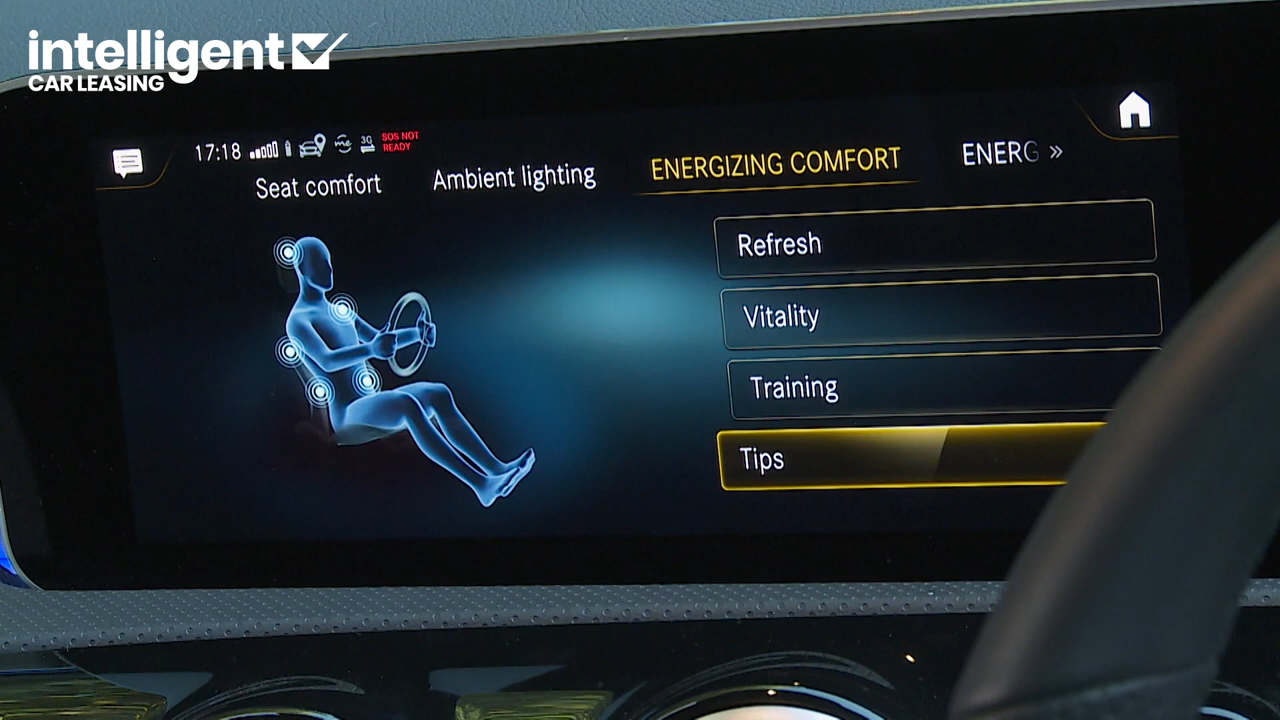 intelligent
CAR LEASING
17:18
me
3G
SOS NOT
READY
Seat comfort
Ambient lighting
ENERGIZING COMFORT
ENERG »
Refresh
Vitality
Training
Tips